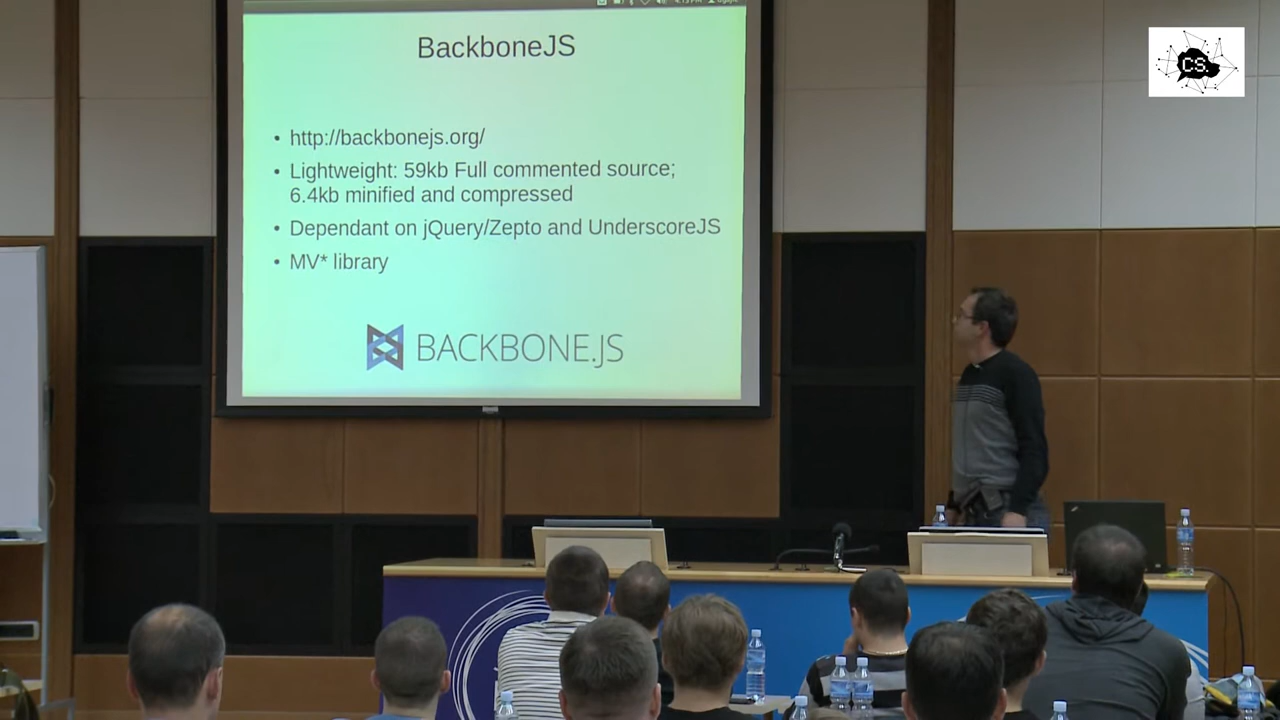 BackboneJS
• http://backbonejs.org/
• Lightweight: 59kb Full commented source;
6.4kb minified and compressed
• Dependant on jQuery/Zepto and UnderscoreJS
• MV* library
BACKBONE.JS
CS.